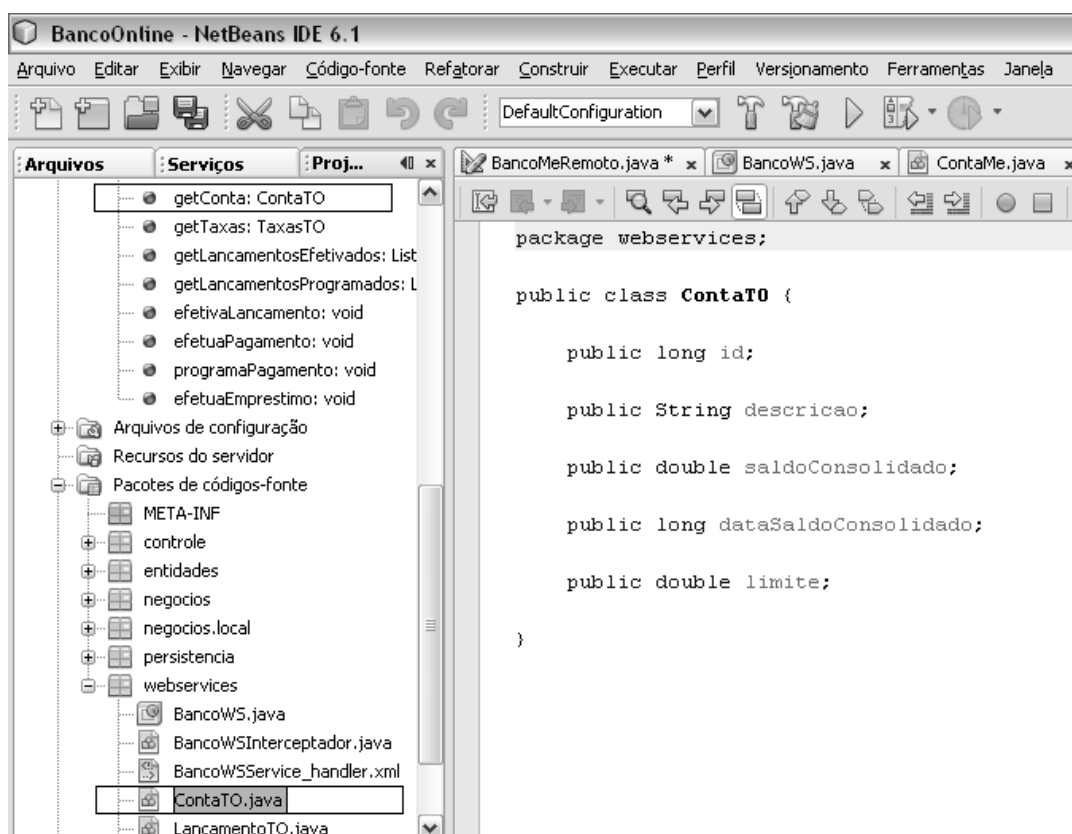 BancoOnline - NetBeans IDE 6.1
Arquivo Editar Exibir Navegar Código-fonte Refatorar Construir Executar Perfil Versionamento Ferramentas Janela
DefaultConfiguration
Arquivos Serviços Proj...
BancoMeRemoto.java * BancoWS.java ContaMe.java
getConta: ContaTO
getTaxas: TaxasTO
getLancamentosEfetivados: List
getLancamentosProgramados: L
efetivaLancamento: void
efetuaPagamento: void
programaPagamento: void
efetuaEmprestimo: void
Arquivos de configuração
Recursos do servidor
Pacotes de códigos-fonte
META-INF
controle
entidades
negocios
negocios.local
persistencia
webservices
BancoWS.java
BancoWSInterceptador.java
BancoWSService_handler.xml
ContaTO.java
LancamentoTO.java
package webservices;
public class ContaTO {
public long id;
public String descricao;
public double saldoConsolidado;
public long dataSaldoConsolidado;
public double limite;
}